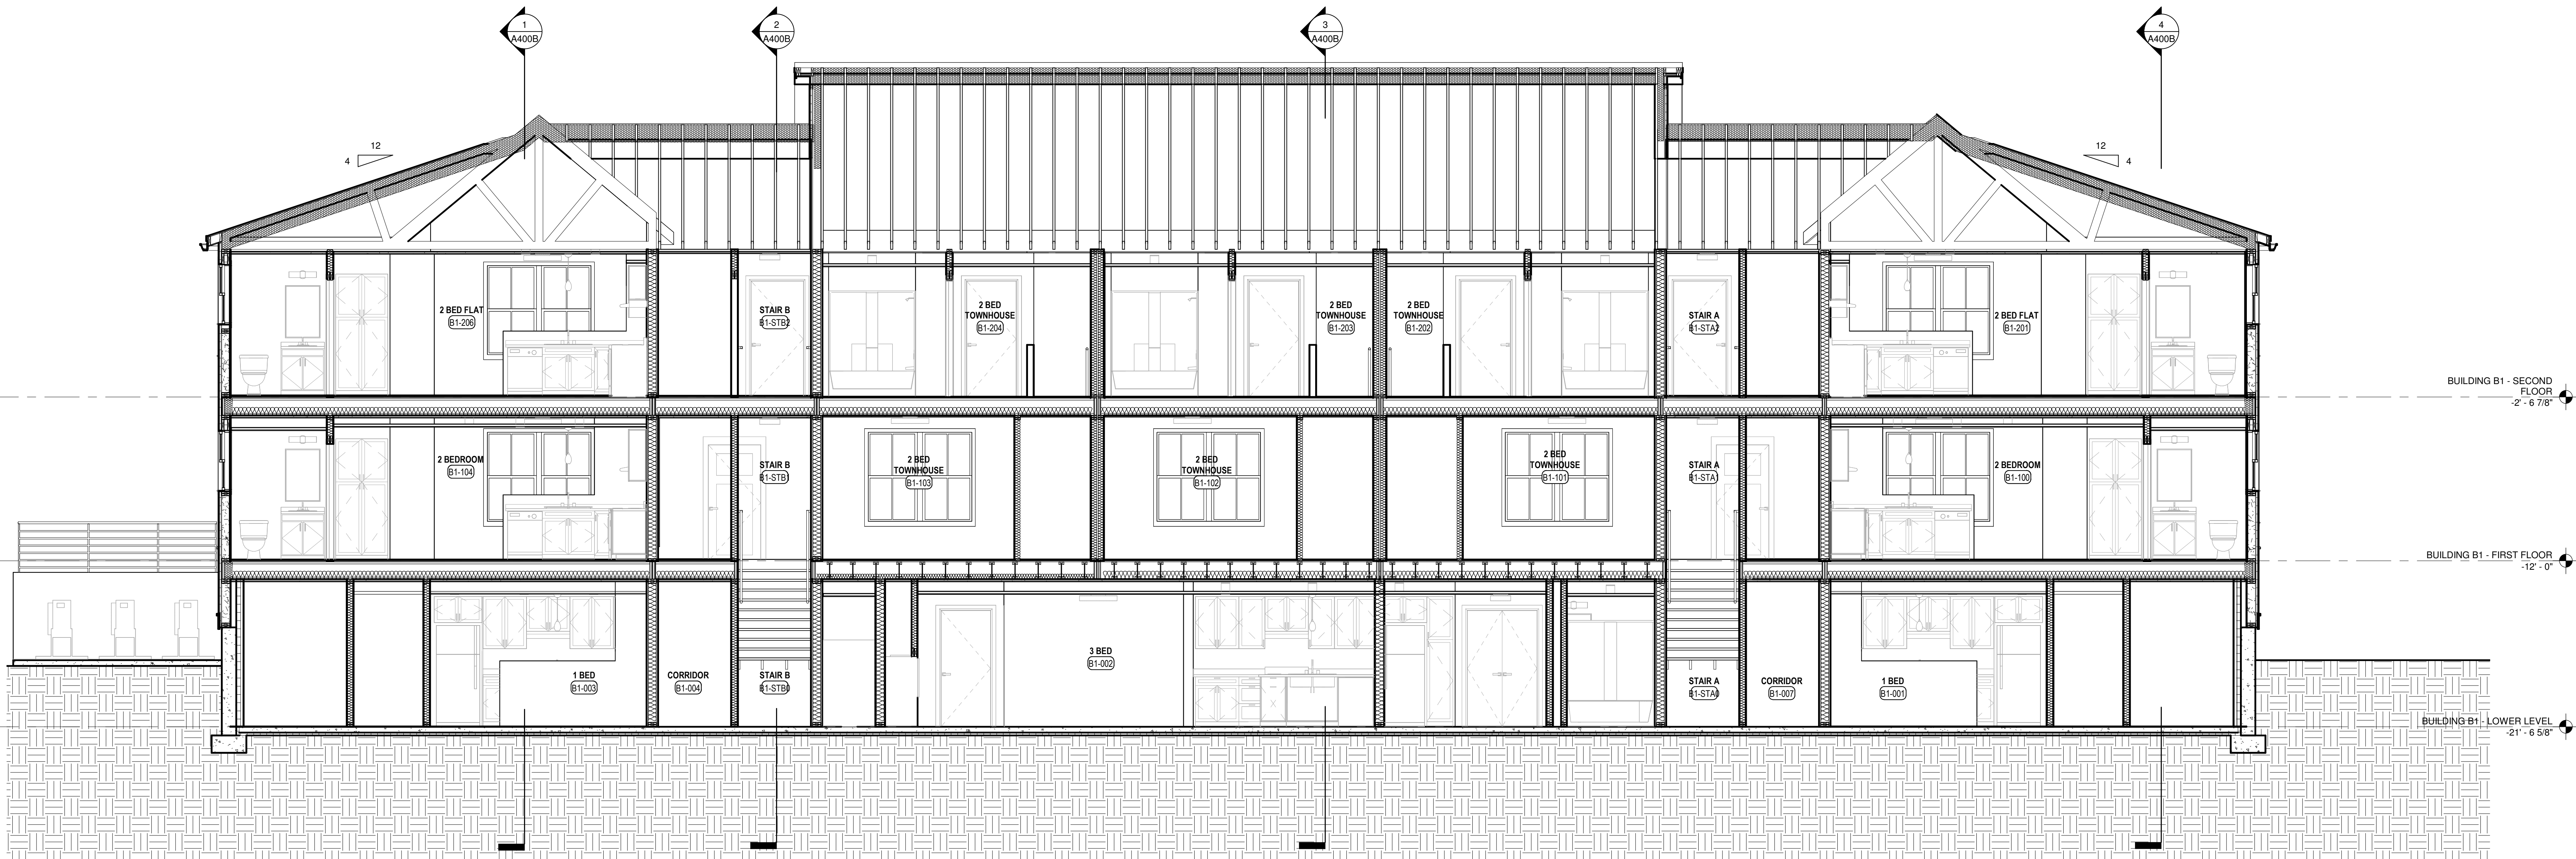 1
A400B
2
A400B
3
A400B
4
A400B
12
4
12
4
2 BED FLAT
B1-206
STAIR B
B1-STB2
2 BED
TOWNHOUSE
B1-204
2 BED
TOWNHOUSE
B1-203
2 BED
TOWNHOUSE
B1-202
STAIR A
B1-STA2
2 BED FLAT
B1-201
BUILDING B1 - SECOND
FLOOR
-2' - 6 7/8"
2 BEDROOM
B1-104
STAIR B
B1-STB1
2 BED
TOWNHOUSE
B1-103
2 BED
TOWNHOUSE
B1-102
2 BED
TOWNHOUSE
B1-101
STAIR A
B1-STA1
2 BEDROOM
B1-100
BUILDING B1 - FIRST FLOOR
-12' - 0"
1 BED
B1-003
CORRIDOR
B1-004
STAIR B
B1-STB0
3 BED
B1-002
STAIR A
B1-STA0
CORRIDOR
B1-007
1 BED
B1-001
BUILDING B1 - LOWER LEVEL
-21' - 6 5/8"